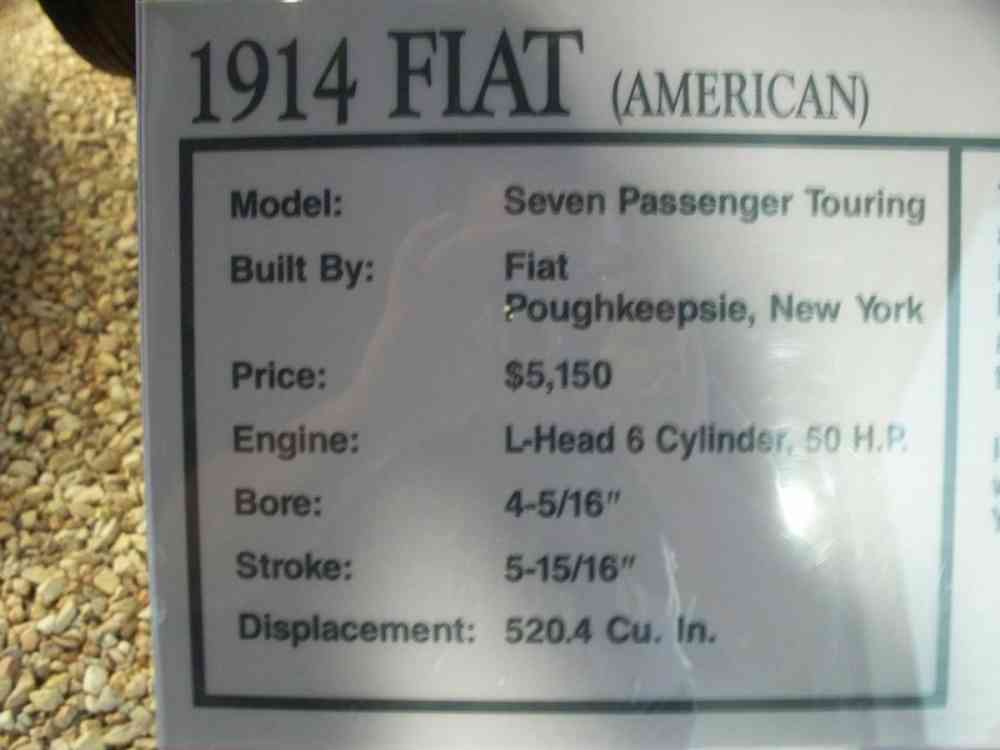 1914 FIAT (AMERICAN)
Model: Seven Passenger Touring
Built By: Fiat
Poughkeepsie, New York
Price: $5,150
Engine: L-Head 6 Cylinder, 50 H.P.
Bore: 4-5/16"
Stroke: 5-15/16"
Displacement: 520.4 Cu. In.